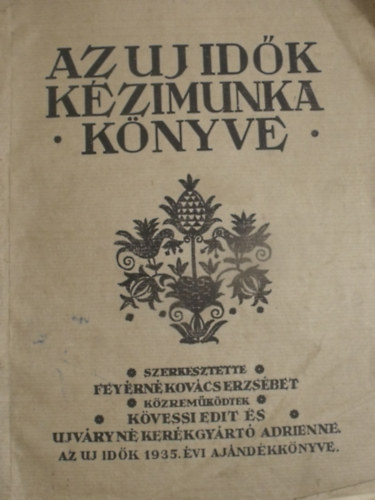 AZ UJ IDŐK
KÉZIMUNKA
• KÖNYVE •
SZERKESZTETTE
FEYÉRNÉ KOVÁCS ERZSÉBET
KÖZREMŰKÖDTEK
KÖVESSI EDIT ÉS
UJVÁRYNÉ KERÉKGYÁRTÓ ADRIENNE.
AZ UJ IDŐK 1935. ÉVI AJÁNDÉKKÖNYVE.